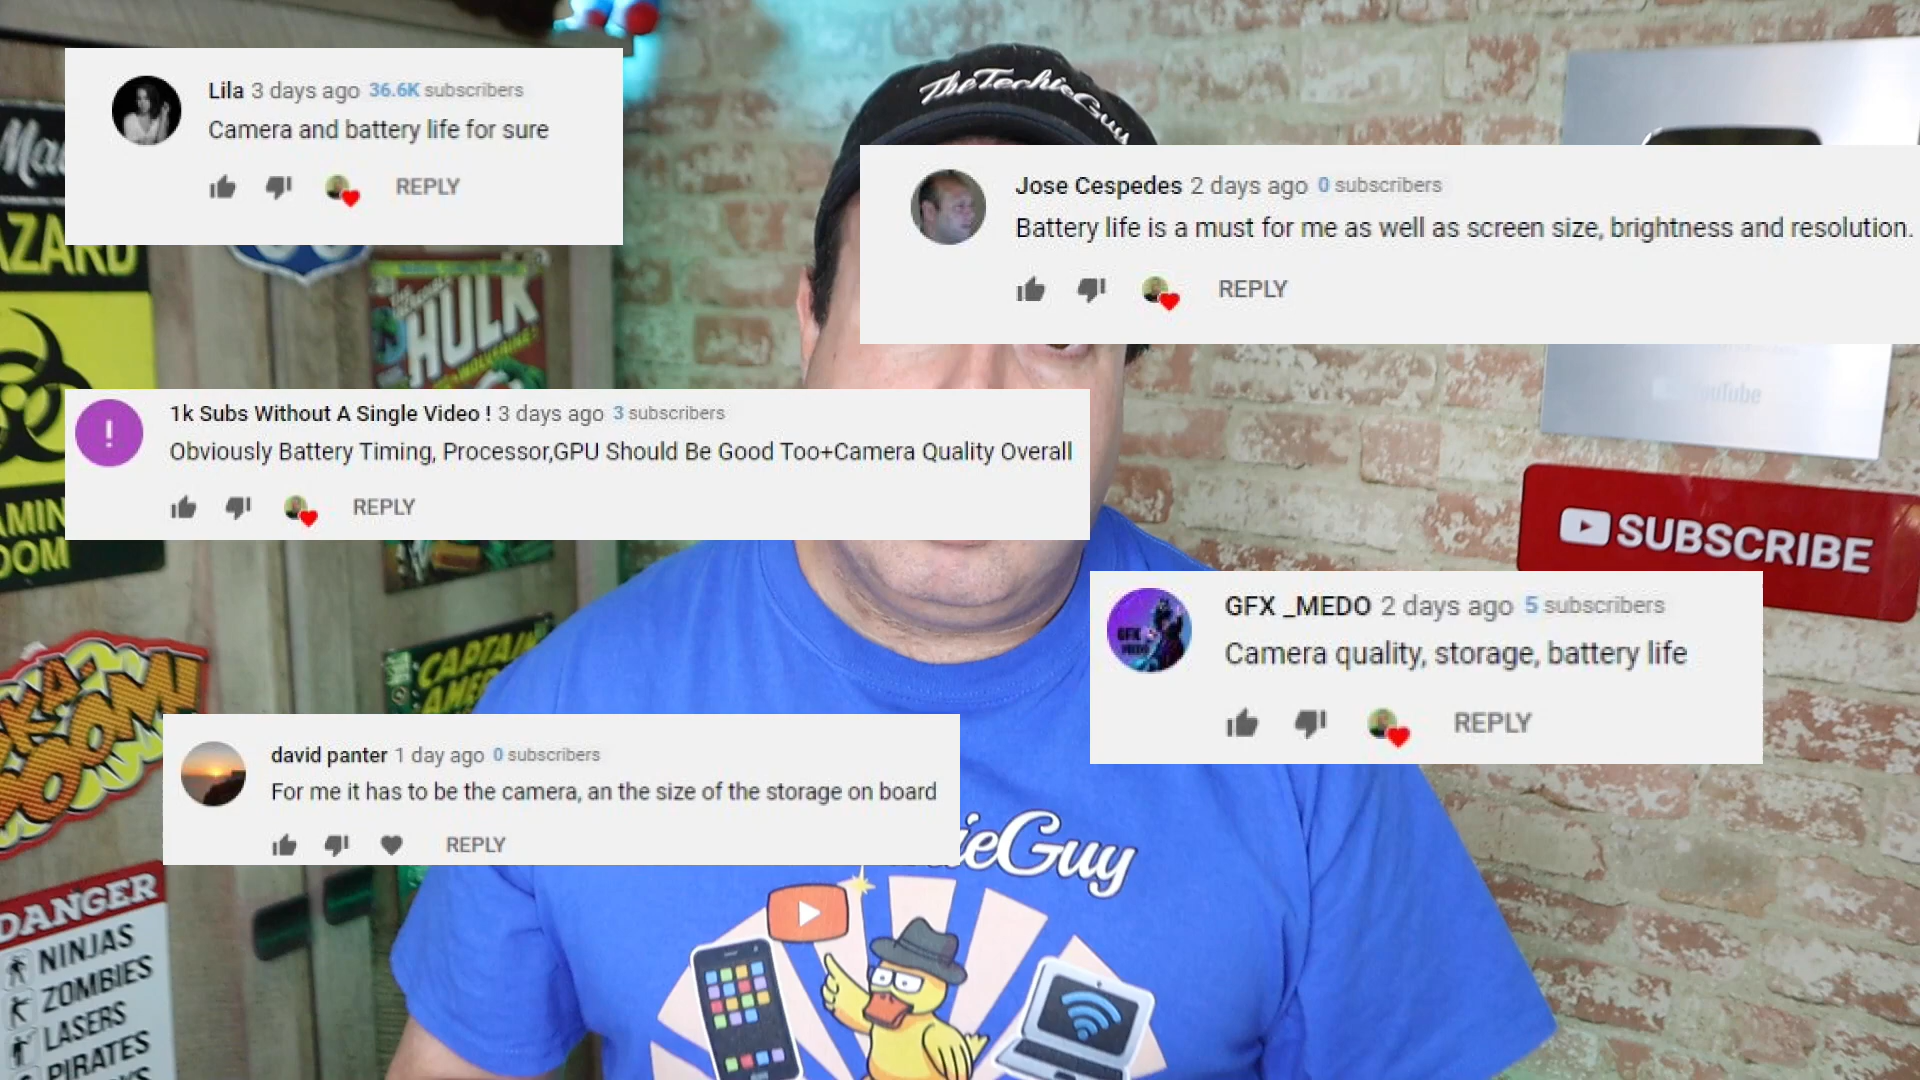 Lila 3 days ago 36.6K subscribers
Camera and battery life for sure
REPLY
TheTechieGuy
Jose Cespedes 2 days ago 0 subscribers
Battery life is a must for me as well as screen size, brightness and resolution.
REPLY
HULK
1k Subs Without A Single Video ! 3 days ago 3 subscribers
Obviously Battery Timing, Processor,GPU Should Be Good Too+Camera Quality Overall
REPLY
SUBSCRIBE
GFX _MEDO 2 days ago 5 subscribers
Camera quality, storage, battery life
REPLY
CAPTAIN
david panter 1 day ago 0 subscribers
For me it has to be the camera, an the size of the storage on board
REPLY
ieGuy
DANGER
NINJAS
ZOMBIES
LASERS
PIRATES